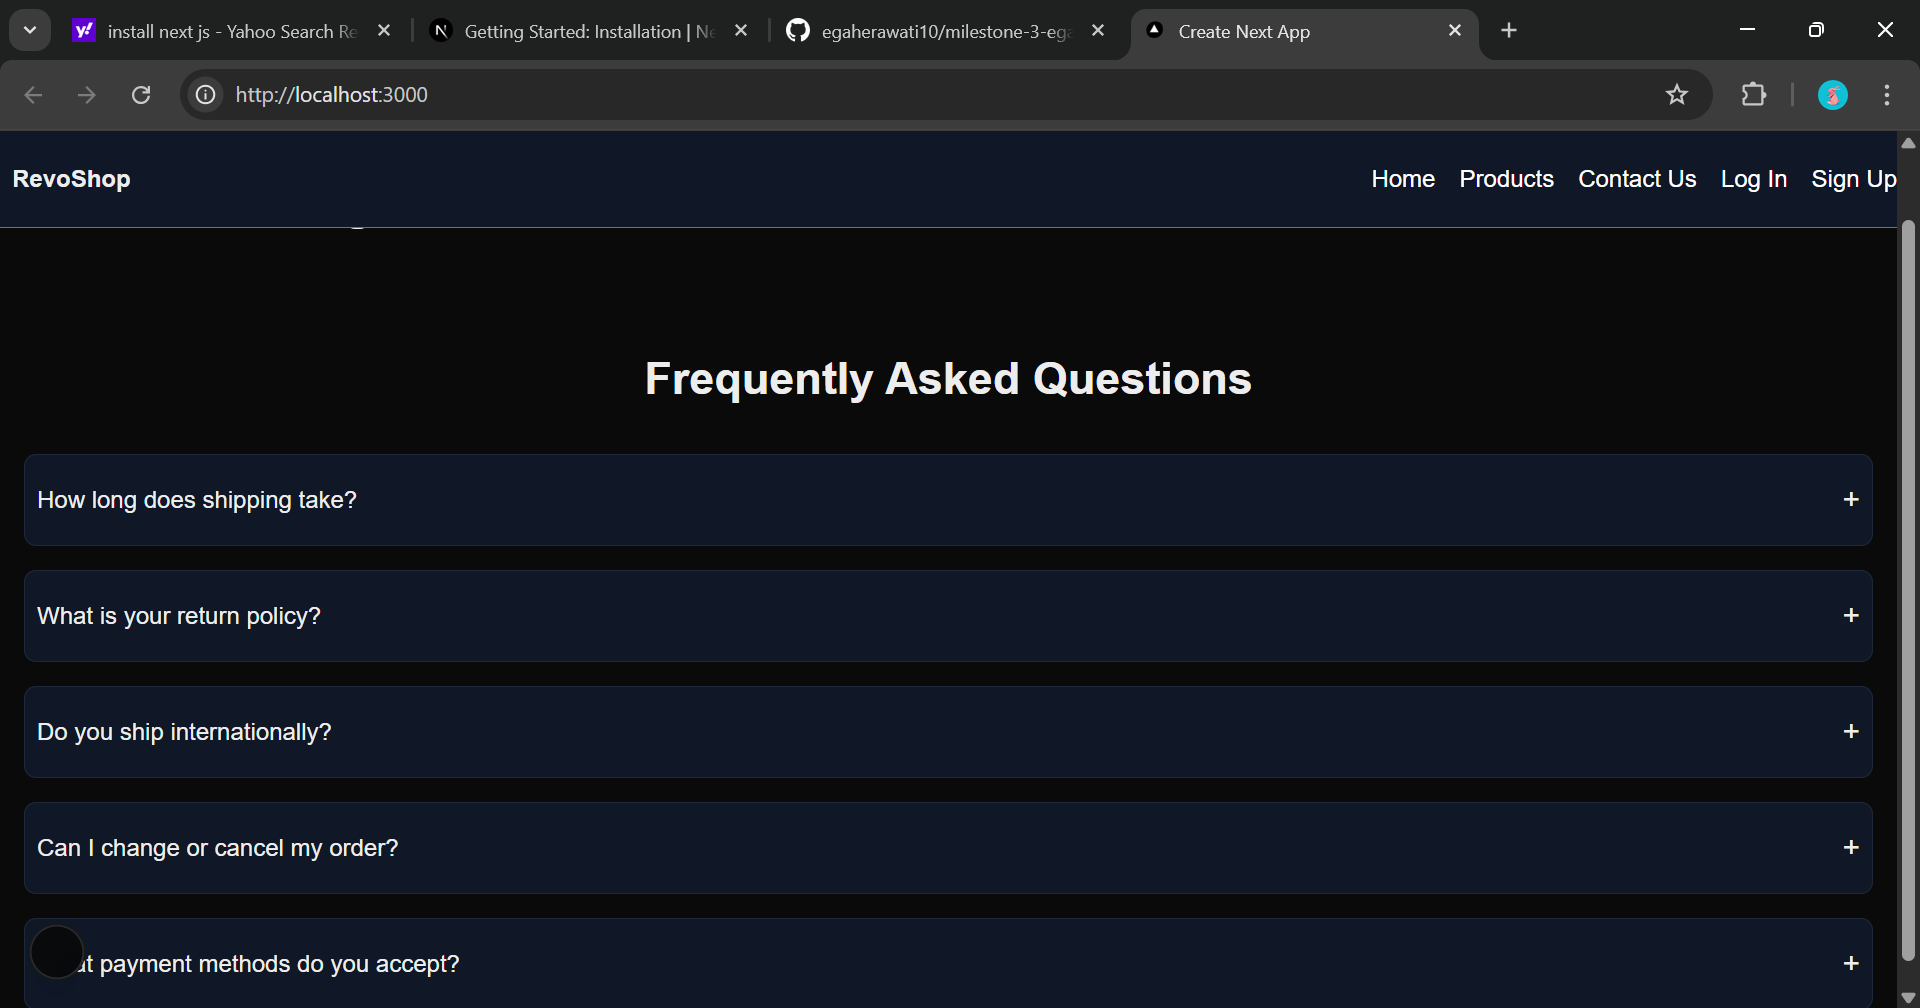 install next js - Yahoo Search Re
Getting Started: Installation | Ne
egaherawati10/milestone-3-ega
Create Next App
http://localhost:3000
RevoShop
Home Products Contact Us Log In Sign Up
Frequently Asked Questions
How long does shipping take? +
What is your return policy? +
Do you ship internationally? +
Can I change or cancel my order? +
at payment methods do you accept? +